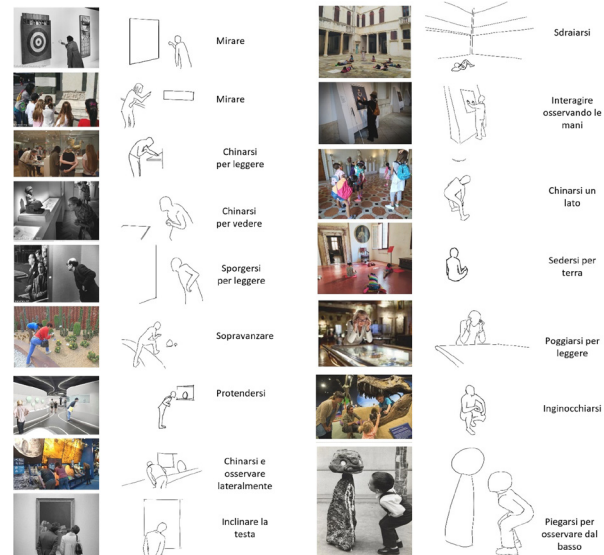 Mirare
Mirare
Chinarsi
per leggere
Chinarsi
per vedere
Sporgersi
per leggere
Sopravanzare
Protendersi
Chinarsi e
osservare
lateralmente
Inclinare la
testa
Sdraiarsi
Interagire
osservando le
mani
Chinarsi un
lato
Sedersi per
terra
Poggiarsi per
leggere
Inginocchiarsi
Piegarsi per
osservare dal
basso